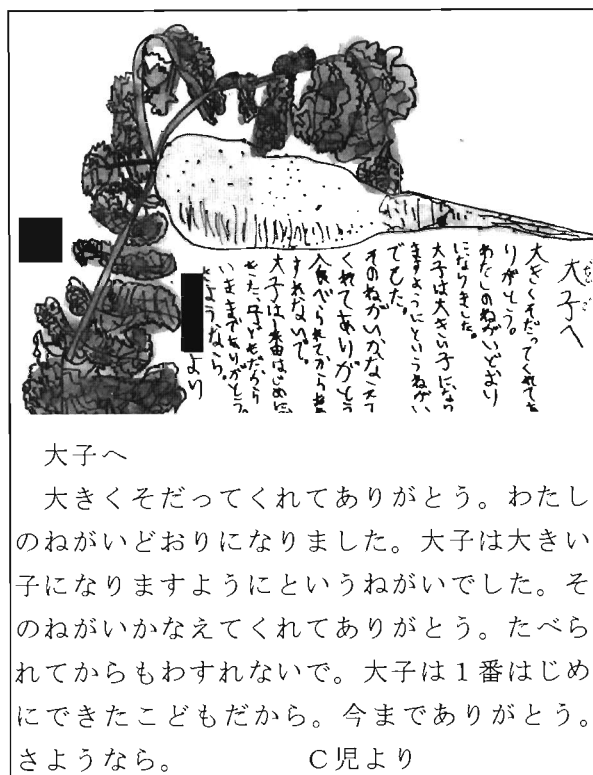 大子へ
だいこ
大きくそだってくれてあ
りがとう。
わたしのねがいどおり
になりました。
大子は大きい子になり
ますようにというねがい
でした。
そのねがいかなえて
くれてありがとう
食べられてからもわ
すれないで。
大子は1番はじめに
できた、子どもだから
いままでありがとう。
さようなら。
より
大子へ
大きくそだってくれてありがとう。わたし
のねがいどおりになりました。大子は大きい
子になりますようにというねがいでした。そ
のねがいかなえてくれてありがとう。たべら
れてからもわすれないで。大子は1番はじめ
にできたこどもだから。今までありがとう。
さようなら。 C児より